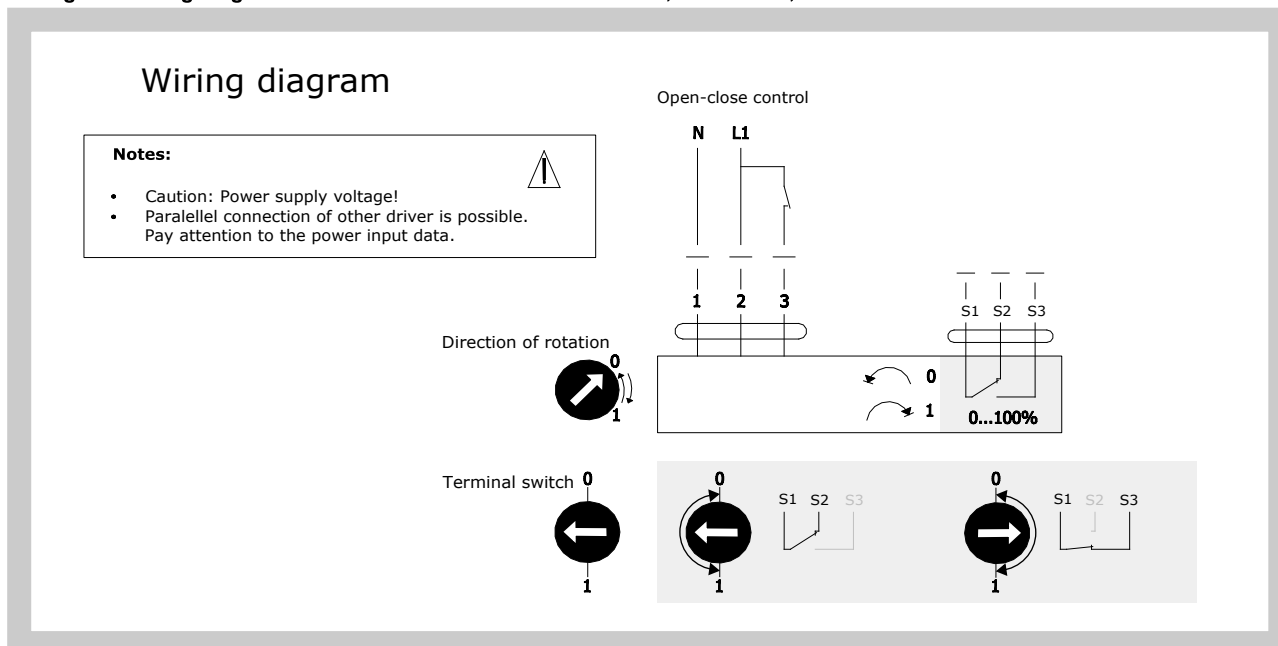 Wiring diagram
Open-close control
N L1
Notes:
• Caution: Power supply voltage!
• Paralellel connection of other driver is possible.
Pay attention to the power input data.
1 2 3
S1 S2 S3
Direction of rotation
0
1
0
1
0...100%
Terminal switch
0
1
0
1
S1 S2 S3
0
1
S1 S2 S3